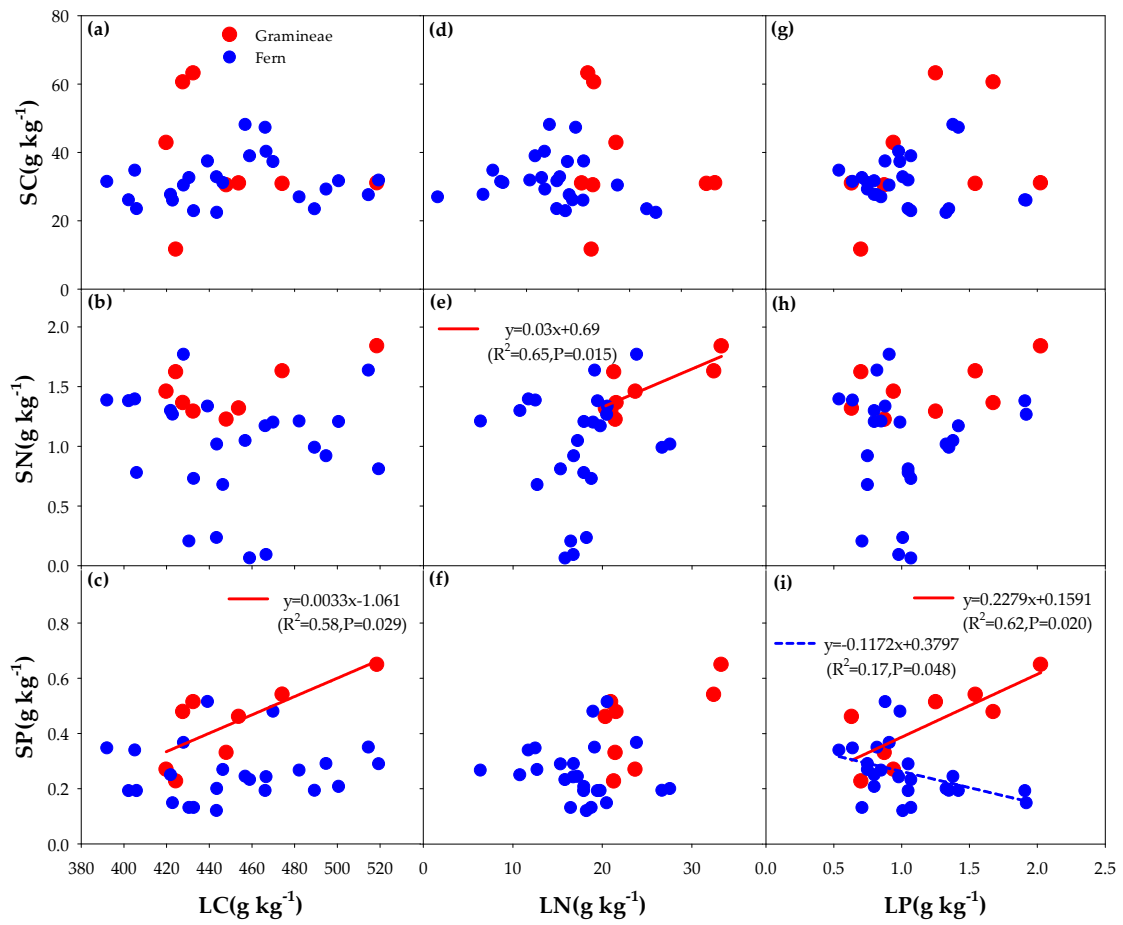 (a)
Gramineae
Fern
(d)
(g)
80
60
40
20
0
SC(g kg⁻¹)
(b)
(e)
y=0.03x+0.69
(R²=0.65,P=0.015)
(h)
2.0
1.5
1.0
0.5
0.0
SN(g kg⁻¹)
(c)
y=0.0033x-1.061
(R²=0.58,P=0.029)
(f)
(i)
y=0.2279x+0.1591
(R²=0.62,P=0.020)
y=-0.1172x+0.3797
(R²=0.17,P=0.048)
0.8
0.6
0.4
0.2
0.0
SP(g kg⁻¹)
380 400 420 440 460 480 500 520
0 10 20 30
0.0 0.5 1.0 1.5 2.0 2.5
LC(g kg⁻¹)
LN(g kg⁻¹)
LP(g kg⁻¹)